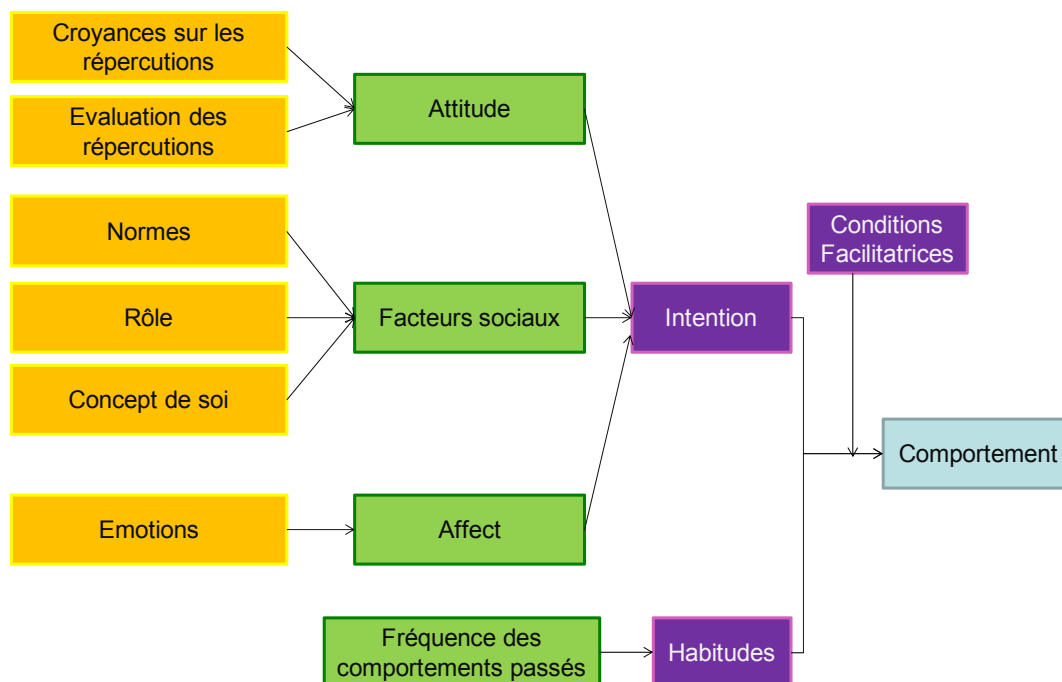 Croyances sur les
répercutions
Evaluation des
répercutions
Attitude
Normes
Rôle
Concept de soi
Facteurs sociaux
Intention
Conditions
Facilitatrices
Comportement
Emotions
Affect
Fréquence des
comportements passés
Habitudes